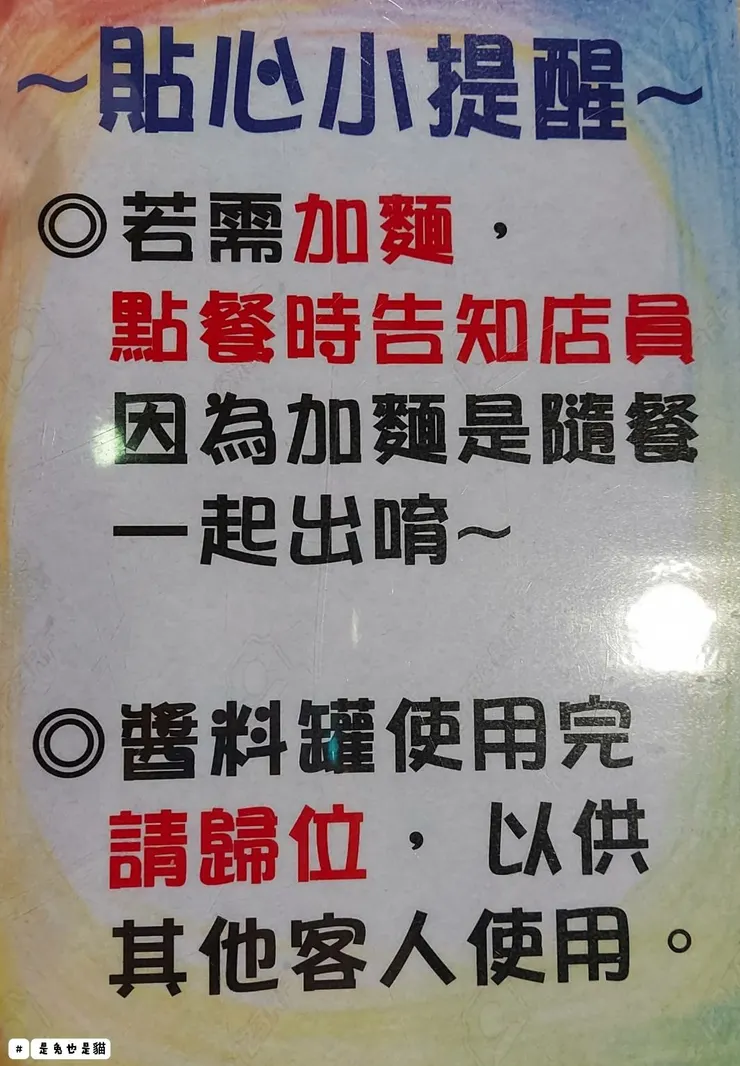 ~貼心小提醒~
◎若需加麵，
點餐時告知店員
因為加麵是隨餐
一起出唷~
◎醬料罐使用完
請歸位，以供
其他客人使用。
# 是兔也是貓